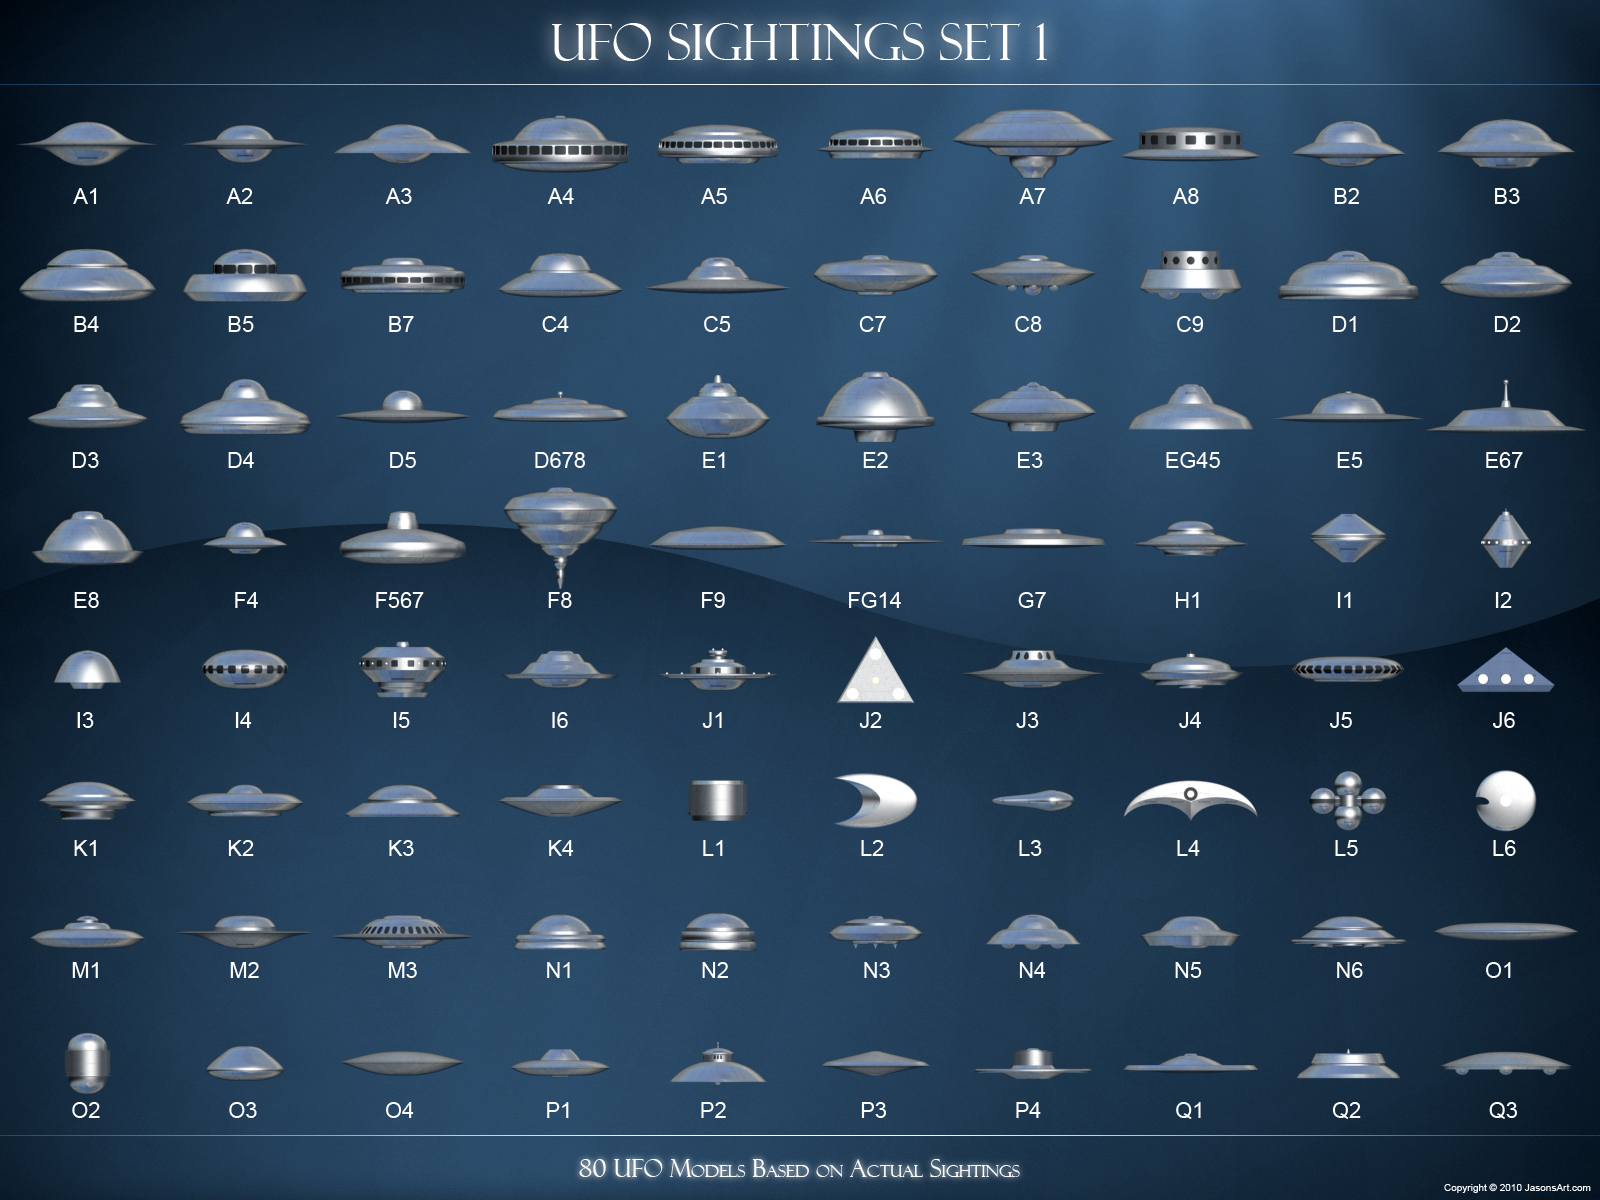 UFO Sightings Set 1
A1 A2 A3 A4 A5 A6 A7 A8 B2 B3
B4 B5 B7 C4 C5 C7 C8 C9 D1 D2
D3 D4 D5 D678 E1 E2 E3 EG45 E5 E67
E8 F4 F567 F8 F9 FG14 G7 H1 I1 I2
I3 I4 I5 I6 J1 J2 J3 J4 J5 J6
K1 K2 K3 K4 L1 L2 L3 L4 L5 L6
M1 M2 M3 N1 N2 N3 N4 N5 N6 O1
O2 O3 O4 P1 P2 P3 P4 Q1 Q2 Q3
80 UFO Models Based on Actual Sightings
Copyright © 2010 JasonsArt.com